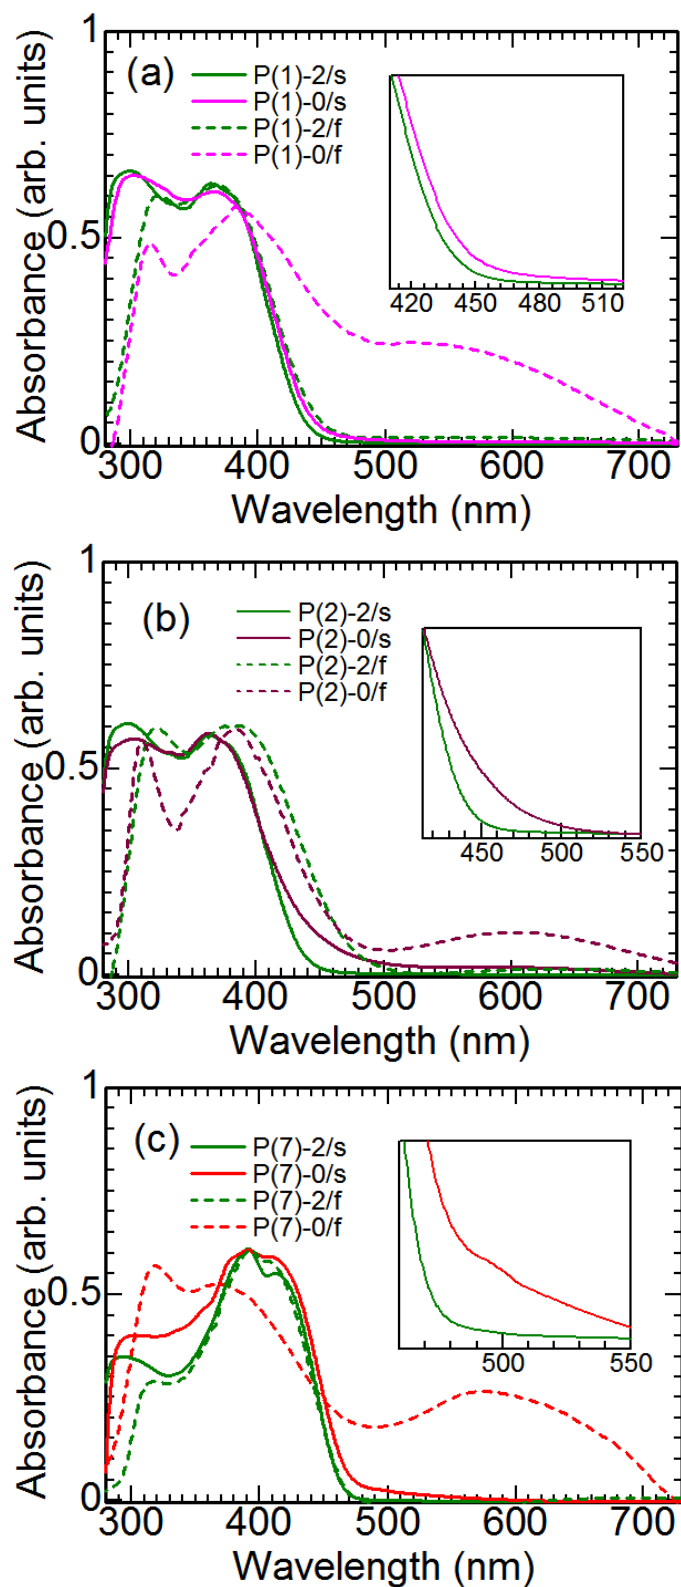 1
(a)
P(1)-2/s
P(1)-0/s
P(1)-2/f
P(1)-0/f
420 450 480 510
0.5
0
Absorbance (arb. units)
300 400 500 600 700
Wavelength (nm)
1
(b)
P(2)-2/s
P(2)-0/s
P(2)-2/f
P(2)-0/f
450 500 550
0.5
0
Absorbance (arb. units)
300 400 500 600 700
Wavelength (nm)
1
(c)
P(7)-2/s
P(7)-0/s
P(7)-2/f
P(7)-0/f
500 550
0.5
0
Absorbance (arb. units)
300 400 500 600 700
Wavelength (nm)